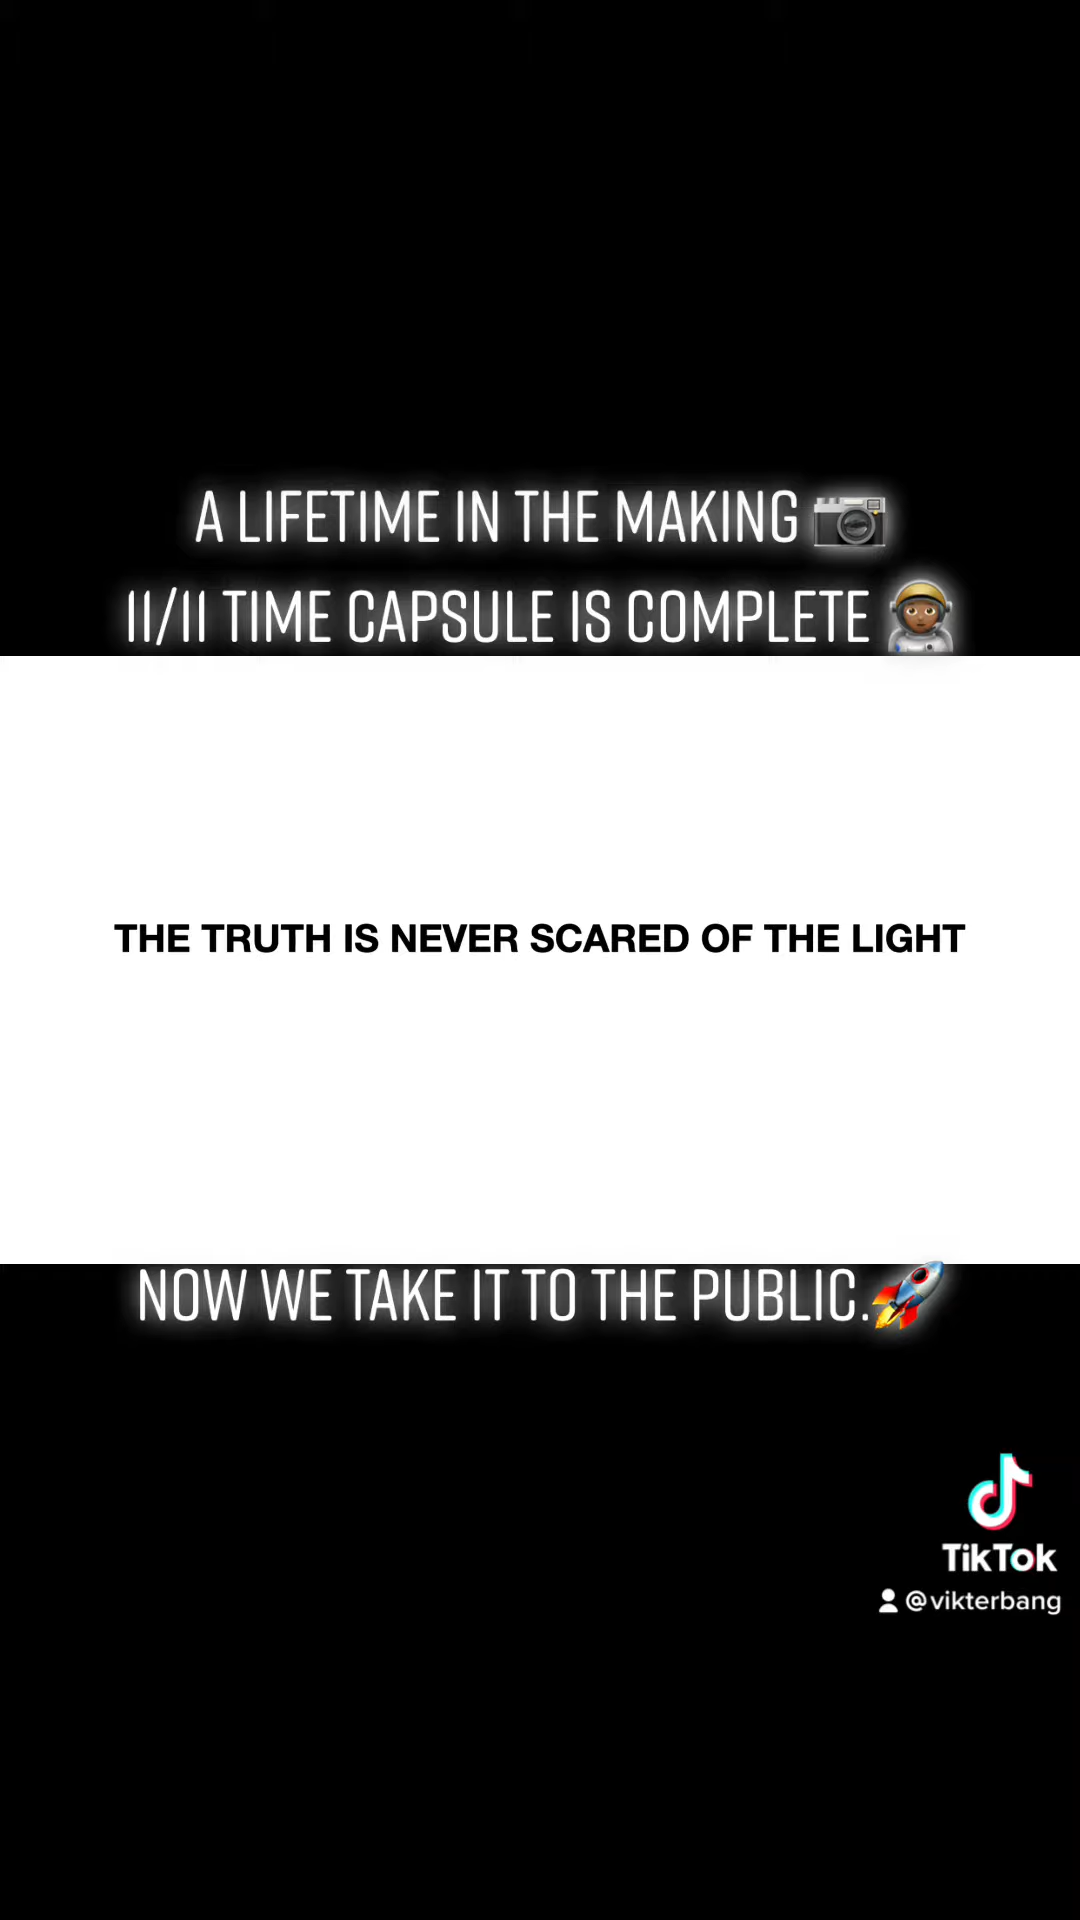 A LIFETIME IN THE MAKING 📷
11/11 TIME CAPSULE IS COMPLETE 👩🏾‍🚀
THE TRUTH IS NEVER SCARED OF THE LIGHT
NOW WE TAKE IT TO THE PUBLIC.🚀
TikTok
@vikterbang